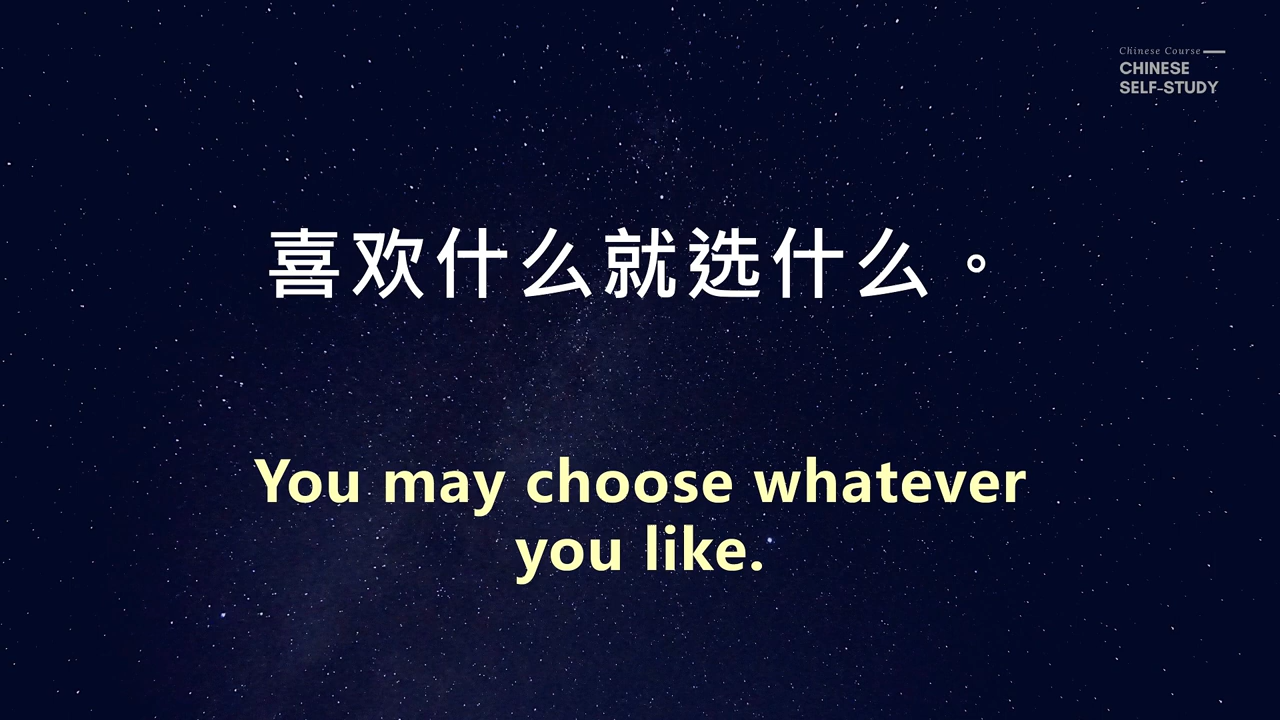 Chinese Course
CHINESE
SELF-STUDY
喜欢什么就选什么。
You may choose whatever
you like.